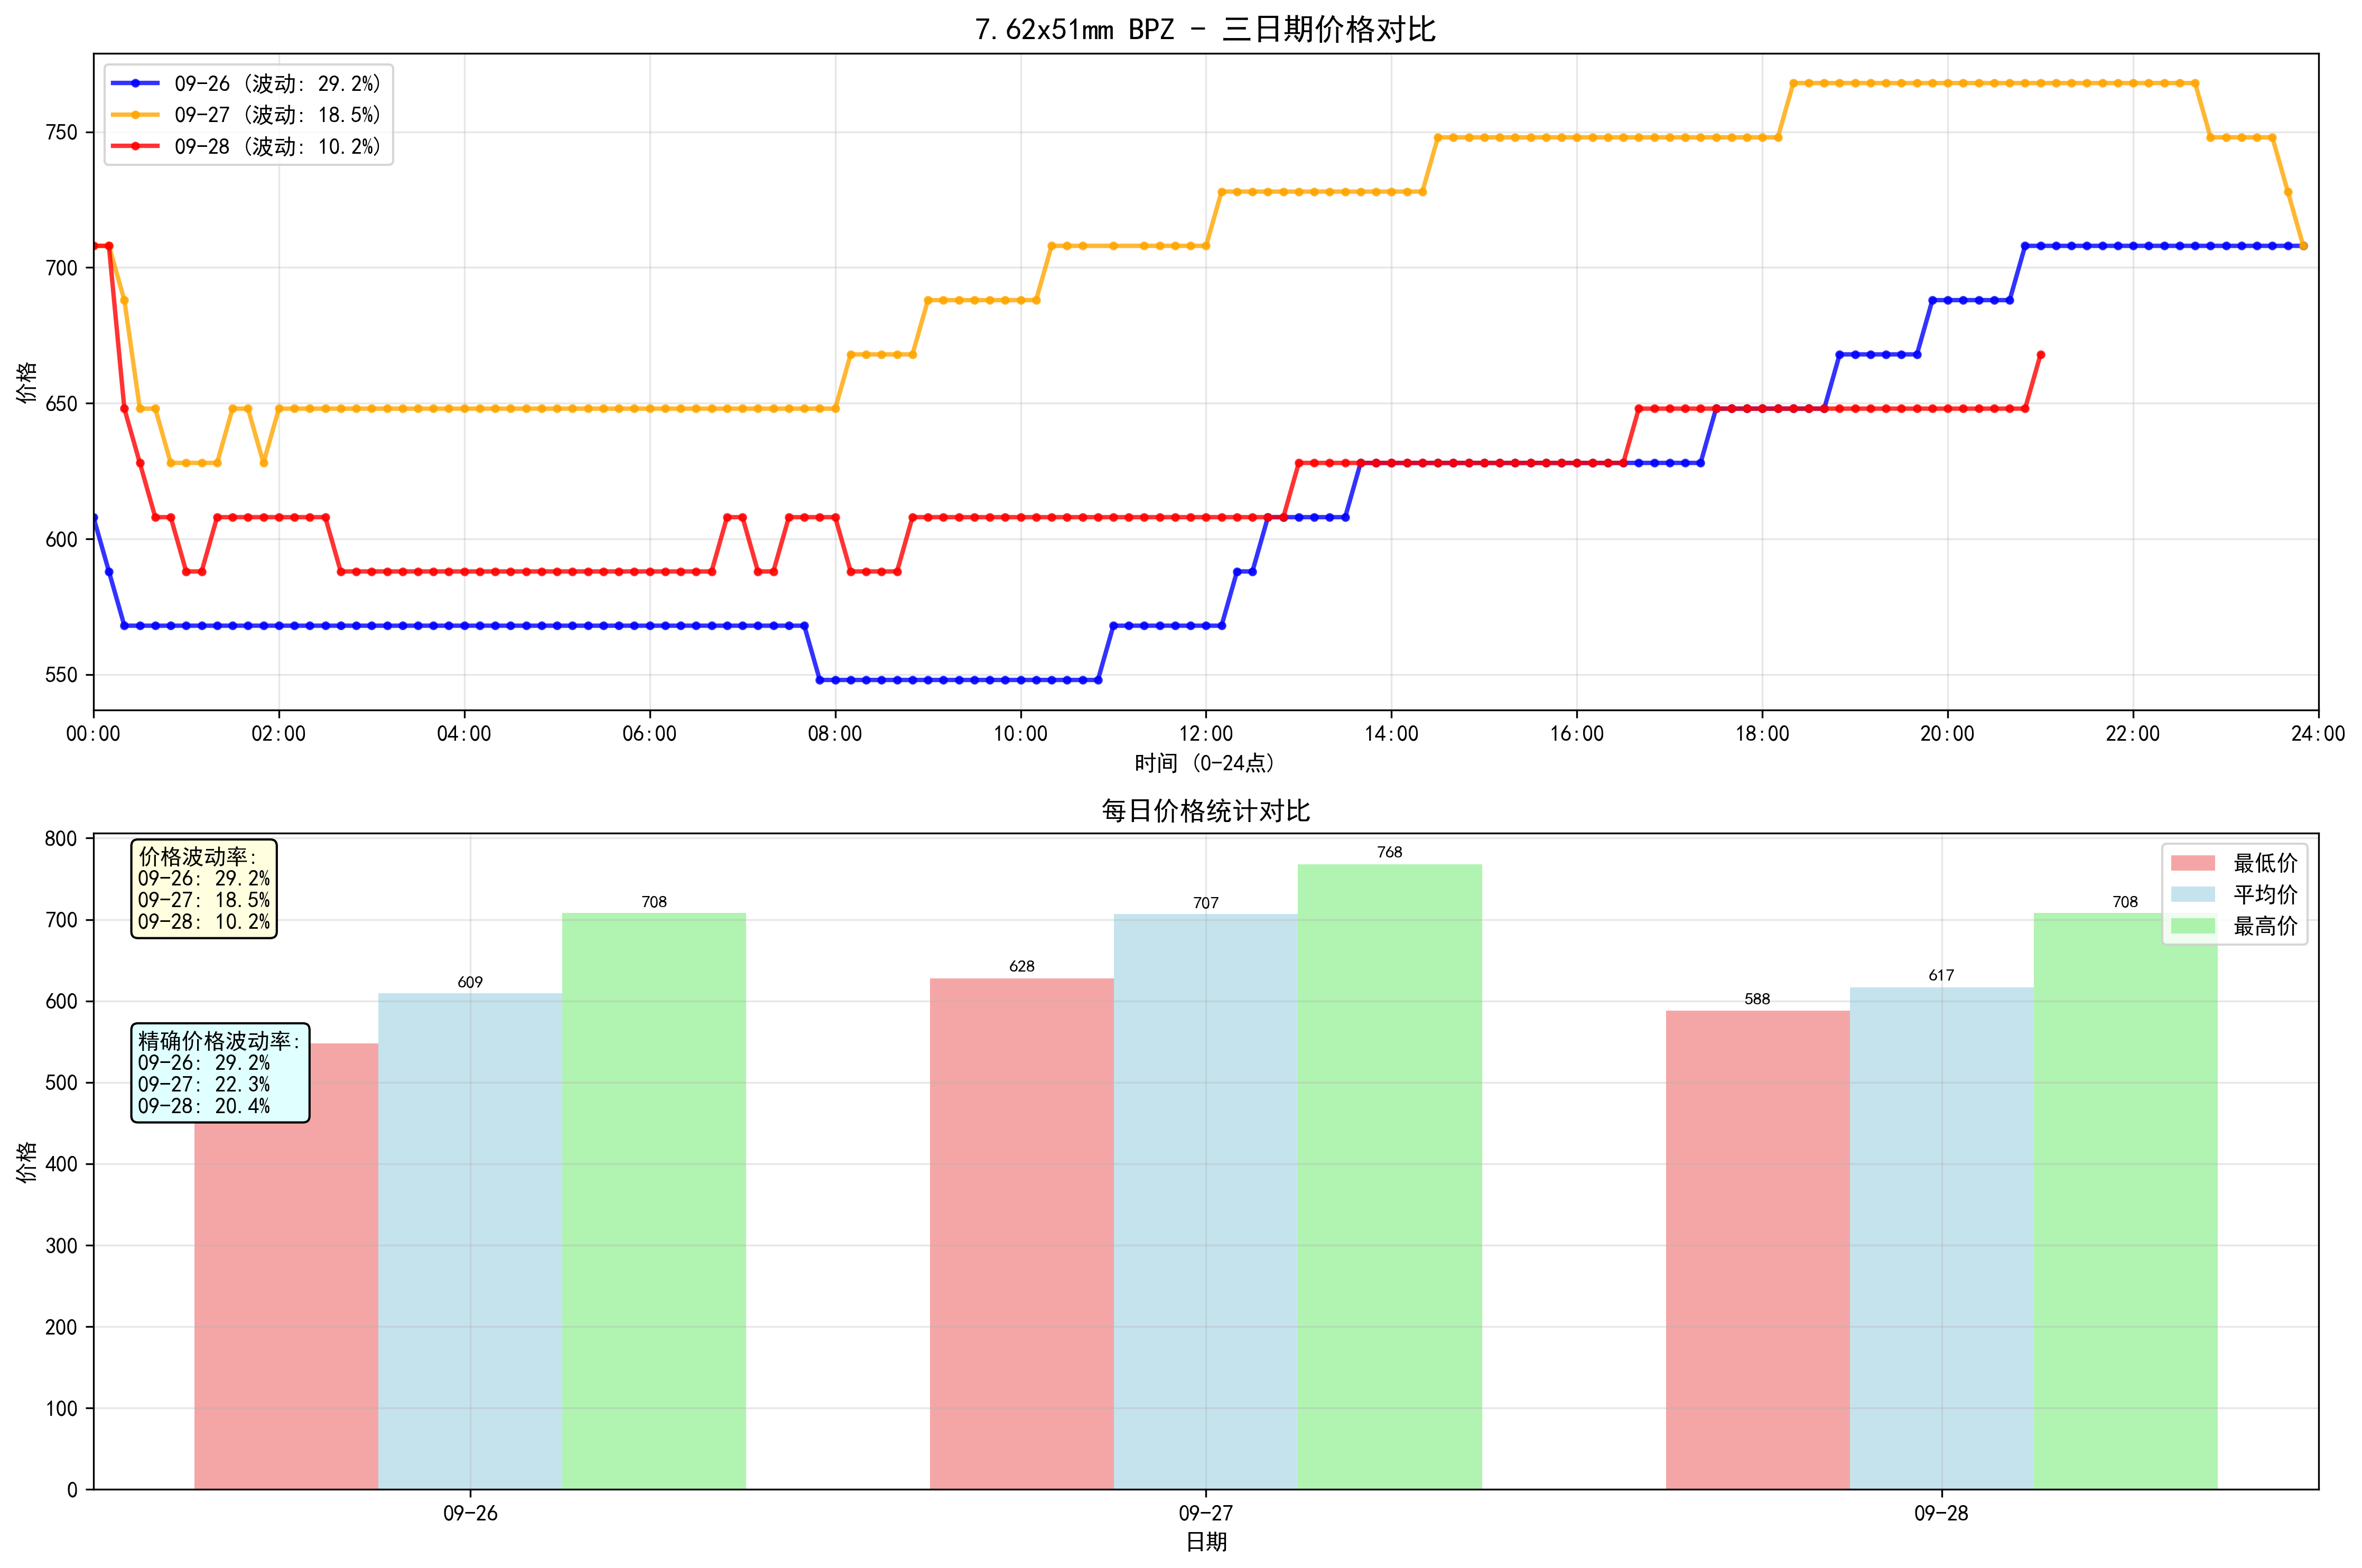 7.62x51mm BPZ - 三日期价格对比
09-26 (波动: 29.2%)
09-27 (波动: 18.5%)
09-28 (波动: 10.2%)
价格
750
700
650
600
550
00:00 02:00 04:00 06:00 08:00 10:00 12:00 14:00 16:00 18:00 20:00 22:00 24:00
时间 (0-24点)
每日价格统计对比
价格波动率:
09-26: 29.2%
09-27: 18.5%
09-28: 10.2%
精确价格波动率:
09-26: 29.2%
09-27: 22.3%
09-28: 20.4%
最低价
平均价
最高价
609 708
628 707 768
588 617 708
价格
800
700
600
500
400
300
200
100
0
09-26 09-27 09-28
日期